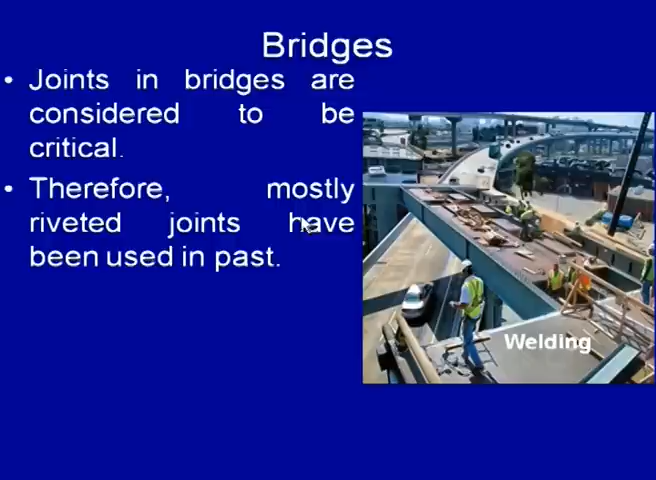 Bridges
• Joints in bridges are
considered to be
critical.
• Therefore, mostly
riveted joints have
been used in past.
Welding